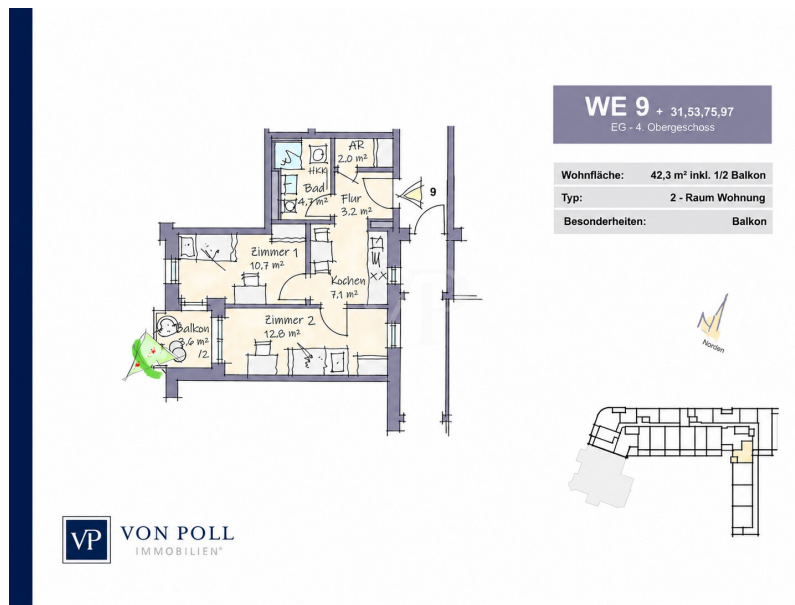 WE 9 + 31,53,75,97
EG - 4. Obergeschoss
Wohnfläche: 42,3 m² inkl. 1/2 Balkon
Typ: 2 - Raum Wohnung
Besonderheiten: Balkon
AR
2.0 m²
HKK
Bad
4.7 m²
Flur
3.2 m²
9
Zimmer 1
10.7 m²
Kochen
7.1 m²
Zimmer 2
12.8 m²
Balkon
3.6 m²
/2
Norden
VP
VP
VON POLL
IMMOBILIEN®